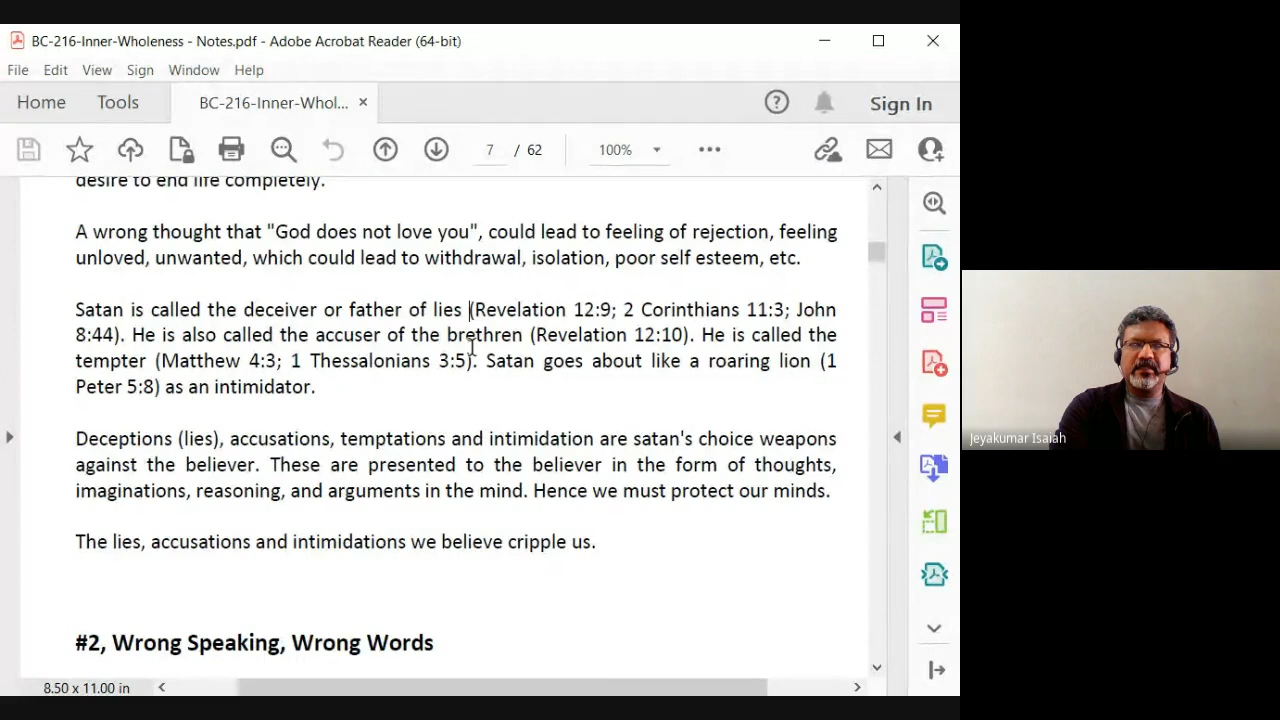 BC-216-Inner-Wholeness - Notes.pdf - Adobe Acrobat Reader (64-bit)
File Edit View Sign Window Help
Home Tools BC-216-Inner-Whol... × Sign In
7 / 62 100%
desire to end life completely.
A wrong thought that "God does not love you", could lead to feeling of rejection, feeling
unloved, unwanted, which could lead to withdrawal, isolation, poor self esteem, etc.
Satan is called the deceiver or father of lies (Revelation 12:9; 2 Corinthians 11:3; John
8:44). He is also called the accuser of the brethren (Revelation 12:10). He is called the
tempter (Matthew 4:3; 1 Thessalonians 3:5). Satan goes about like a roaring lion (1
Peter 5:8) as an intimidator.
Deceptions (lies), accusations, temptations and intimidation are satan's choice weapons
against the believer. These are presented to the believer in the form of thoughts,
imaginations, reasoning, and arguments in the mind. Hence we must protect our minds.
The lies, accusations and intimidations we believe cripple us.
#2, Wrong Speaking, Wrong Words
8.50 x 11.00 in
Jeyakumar Isaiah